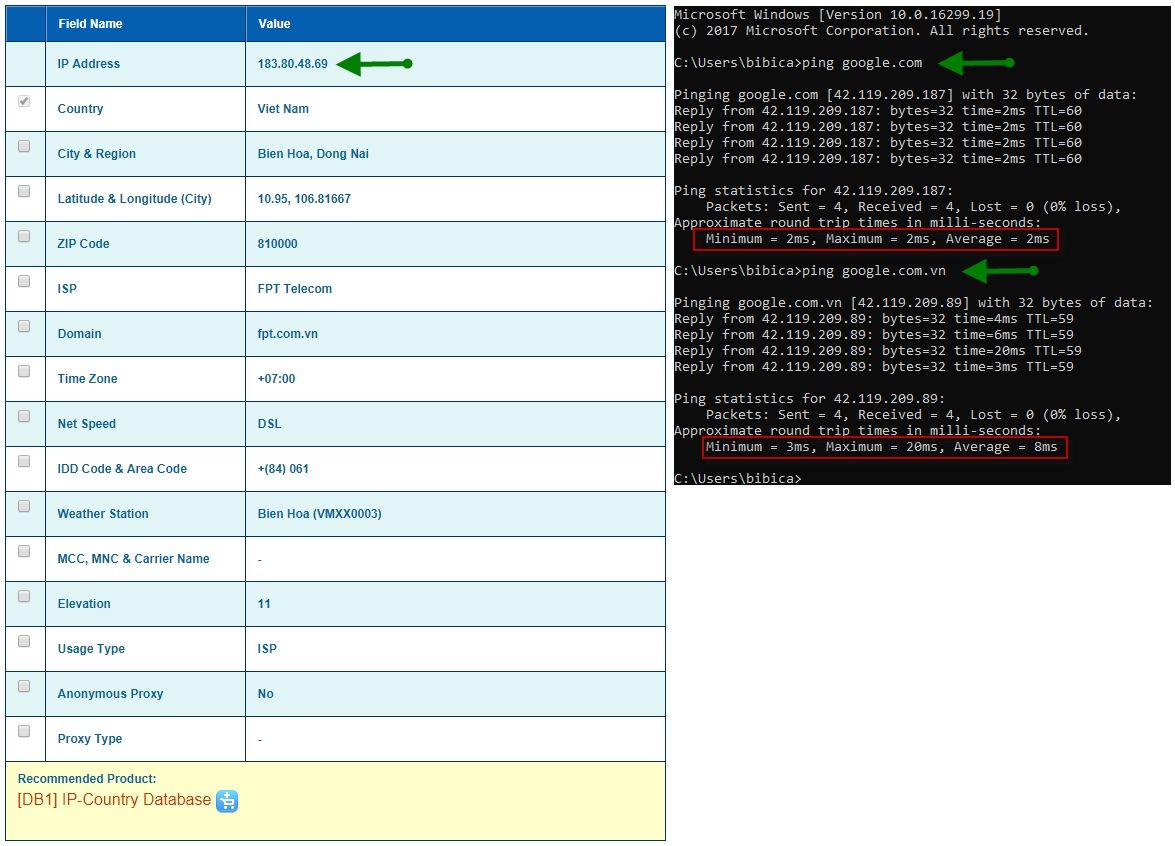 Field Name Value
IP Address 183.80.48.69
Country Viet Nam
City & Region Bien Hoa, Dong Nai
Latitude & Longitude (City) 10.95, 106.81667
ZIP Code 810000
ISP FPT Telecom
Domain fpt.com.vn
Time Zone +07:00
Net Speed DSL
IDD Code & Area Code +(84) 061
Weather Station Bien Hoa (VMXX0003)
MCC, MNC & Carrier Name -
Elevation 11
Usage Type ISP
Anonymous Proxy No
Proxy Type -
Recommended Product:
[DB1] IP-Country Database
Microsoft Windows [Version 10.0.16299.19]
(c) 2017 Microsoft Corporation. All rights reserved.
C:\Users\bibica>ping google.com
Pinging google.com [42.119.209.187] with 32 bytes of data:
Reply from 42.119.209.187: bytes=32 time=2ms TTL=60
Reply from 42.119.209.187: bytes=32 time=2ms TTL=60
Reply from 42.119.209.187: bytes=32 time=2ms TTL=60
Reply from 42.119.209.187: bytes=32 time=2ms TTL=60
Ping statistics for 42.119.209.187:
Packets: Sent = 4, Received = 4, Lost = 0 (0% loss),
Approximate round trip times in milli-seconds:
Minimum = 2ms, Maximum = 2ms, Average = 2ms
C:\Users\bibica>ping google.com.vn
Pinging google.com.vn [42.119.209.89] with 32 bytes of data:
Reply from 42.119.209.89: bytes=32 time=4ms TTL=59
Reply from 42.119.209.89: bytes=32 time=6ms TTL=59
Reply from 42.119.209.89: bytes=32 time=20ms TTL=59
Reply from 42.119.209.89: bytes=32 time=3ms TTL=59
Ping statistics for 42.119.209.89:
Packets: Sent = 4, Received = 4, Lost = 0 (0% loss),
Approximate round trip times in milli-seconds:
Minimum = 3ms, Maximum = 20ms, Average = 8ms
C:\Users\bibica>